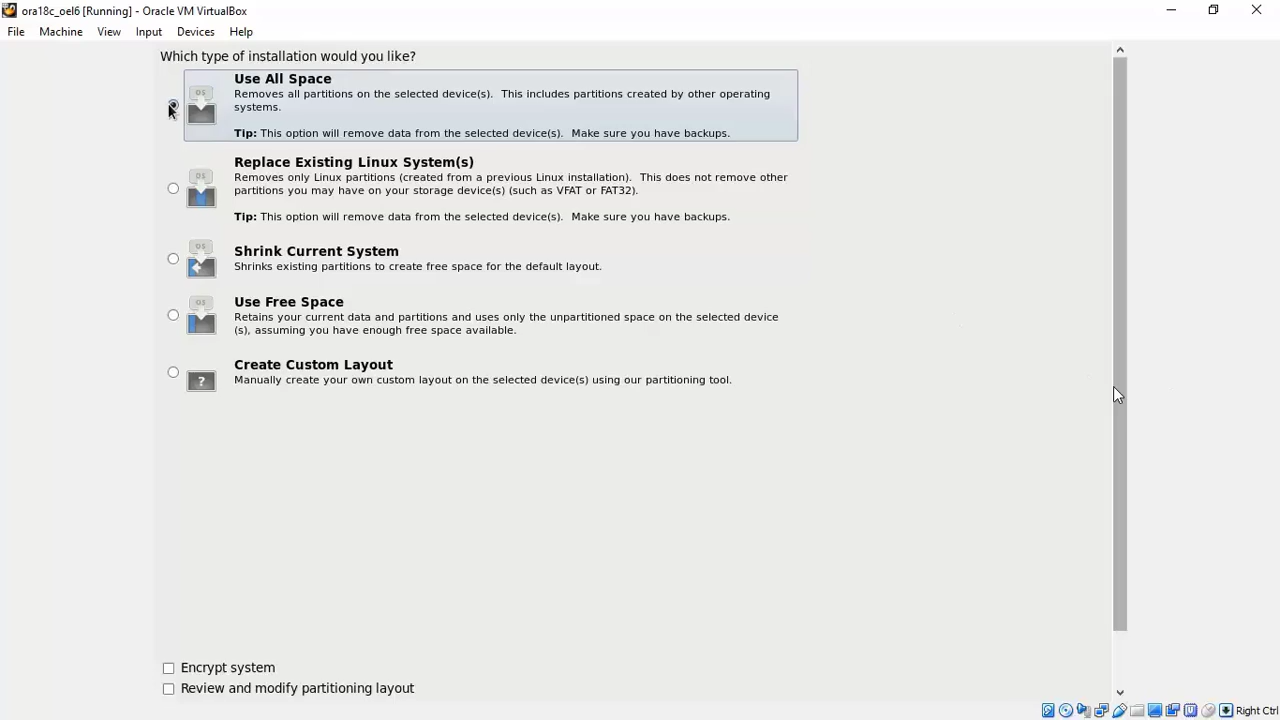 ora18c_oel6 [Running] - Oracle VM VirtualBox
File Machine View Input Devices Help
Which type of installation would you like?
Use All Space
Removes all partitions on the selected device(s). This includes partitions created by other operating
systems.
Tip: This option will remove data from the selected device(s). Make sure you have backups.
Replace Existing Linux System(s)
Removes only Linux partitions (created from a previous Linux installation). This does not remove other
partitions you may have on your storage device(s) (such as VFAT or FAT32).
Tip: This option will remove data from the selected device(s). Make sure you have backups.
Shrink Current System
Shrinks existing partitions to create free space for the default layout.
Use Free Space
Retains your current data and partitions and uses only the unpartitioned space on the selected device
(s), assuming you have enough free space available.
Create Custom Layout
Manually create your own custom layout on the selected device(s) using our partitioning tool.
Encrypt system
Review and modify partitioning layout
Right Ctrl